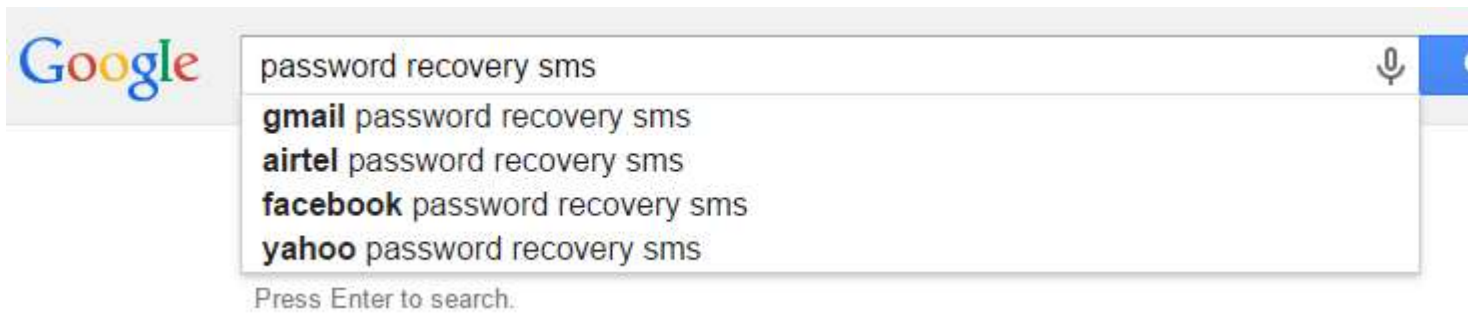 Google password recovery sms
gmail password recovery sms
airtel password recovery sms
facebook password recovery sms
yahoo password recovery sms
Press Enter to search.